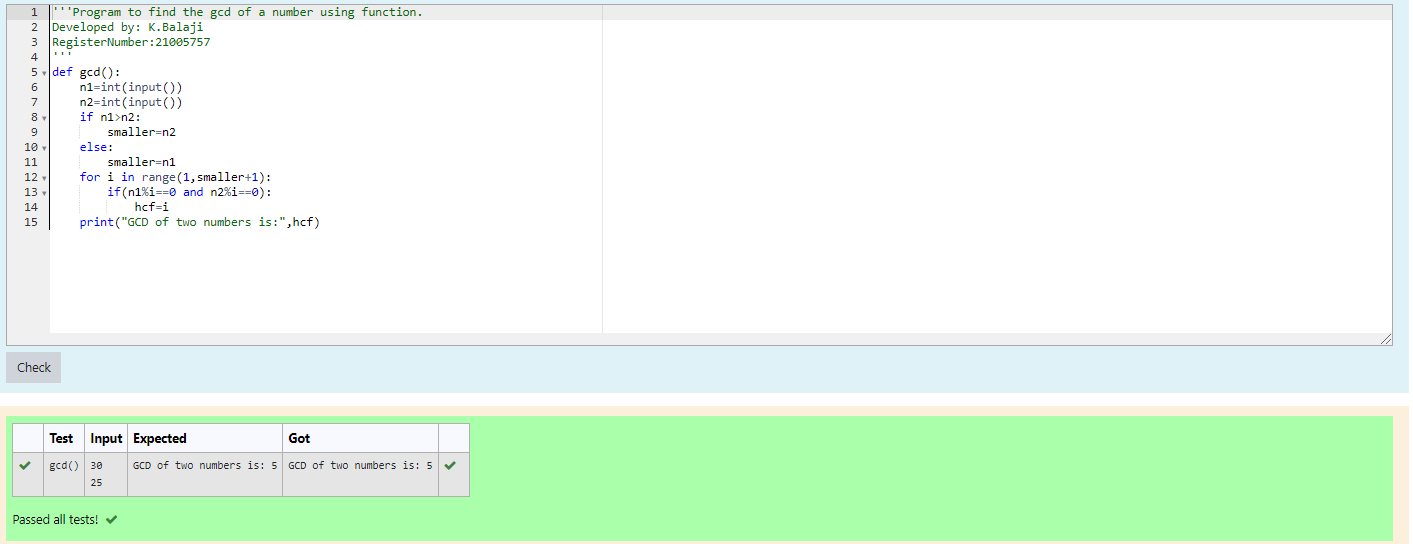 1 '''Program to find the gcd of a number using function.
2 Developed by: K.Balaji
3 RegisterNumber:21005757
4 '''
5 def gcd():
6     n1=int(input())
7     n2=int(input())
8     if n1>n2:
9         smaller=n2
10     else:
11         smaller=n1
12     for i in range(1,smaller+1):
13         if(n1%i==0 and n2%i==0):
14             hcf=i
15     print("GCD of two numbers is:",hcf)
Check
Test Input Expected Got
gcd() 30 GCD of two numbers is: 5 GCD of two numbers is: 5
25
Passed all tests!